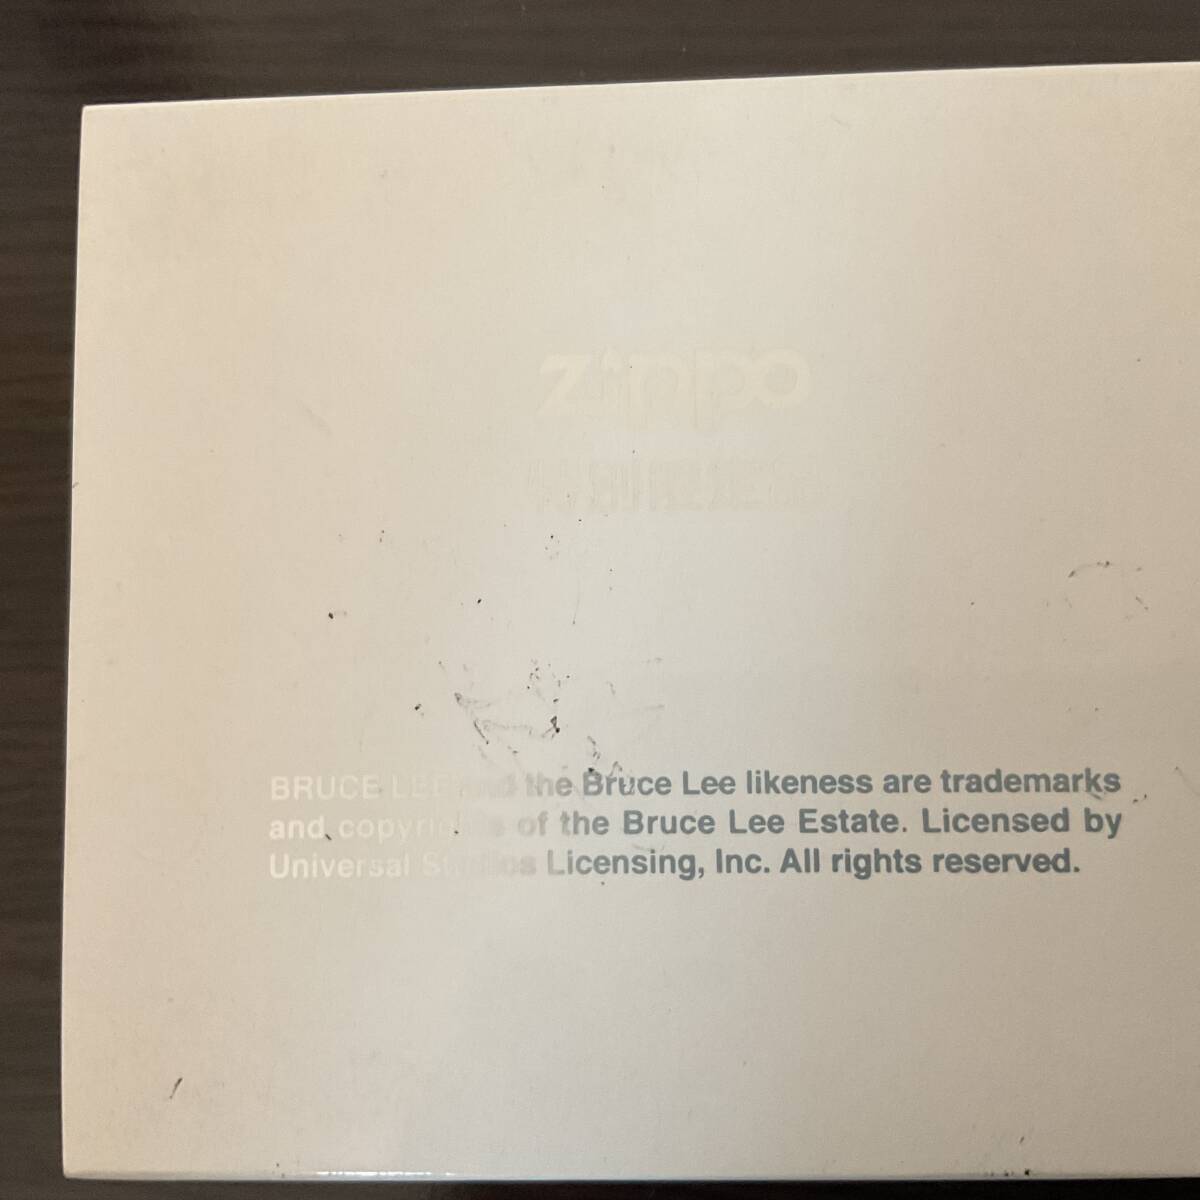 zippo
BRUCE LEE and the Bruce Lee likeness are trademarks
and copyrights of the Bruce Lee Estate. Licensed by
Universal Studios Licensing, Inc. All rights reserved.